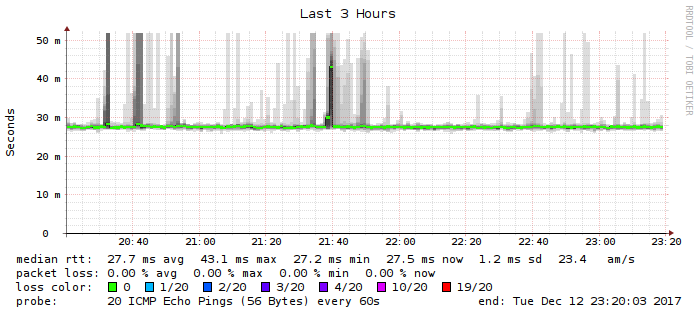 Last 3 Hours
RRDTOOL / TOBI OETIKER
Seconds
50 m
40 m
30 m
20 m
10 m
0
20:40 21:00 21:20 21:40 22:00 22:20 22:40 23:00 23:20
median rtt: 27.7 ms avg 43.1 ms max 27.2 ms min 27.5 ms now 1.2 ms sd 23.4 am/s
packet loss: 0.00 % avg 0.00 % max 0.00 % min 0.00 % now
loss color: 0 1/20 2/20 3/20 4/20 10/20 19/20
probe: 20 ICMP Echo Pings (56 Bytes) every 60s end: Tue Dec 12 23:20:03 2017